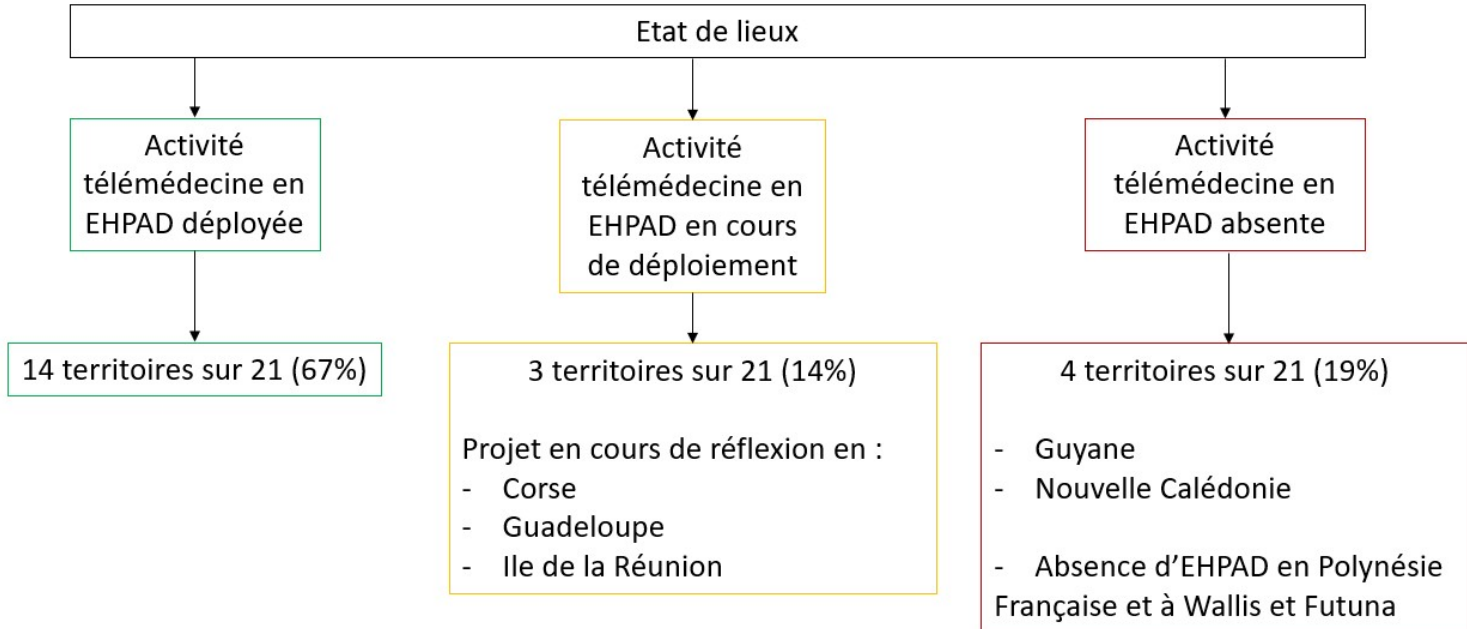 Etat de lieux
Activité
télémédecine en
EHPAD déployée
Activité
télémédecine en
EHPAD en cours
de déploiement
Activité
télémédecine en
EHPAD absente
14 territoires sur 21 (67%)
3 territoires sur 21 (14%)
Projet en cours de réflexion en :
- Corse
- Guadeloupe
- Ile de la Réunion
4 territoires sur 21 (19%)
- Guyane
- Nouvelle Calédonie
- Absence d’EHPAD en Polynésie
Française et à Wallis et Futuna